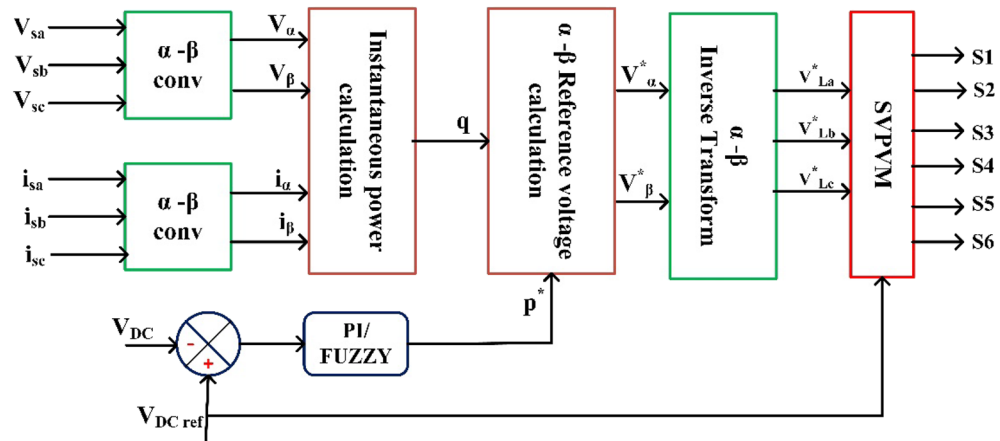 Vsa
Vsb
Vsc
α -β
conv
Vα
Vβ
isa
isb
isc
α -β
conv
iα
iβ
Instantaneous power
calculation
q
α -β Reference voltage
calculation
V*α
V*β
α -β
Inverse Transform
V*La
V*Lb
V*Lc
SVPVM
S1
S2
S3
S4
S5
S6
VDC
-
+
PI/
FUZZY
p*
VDC ref